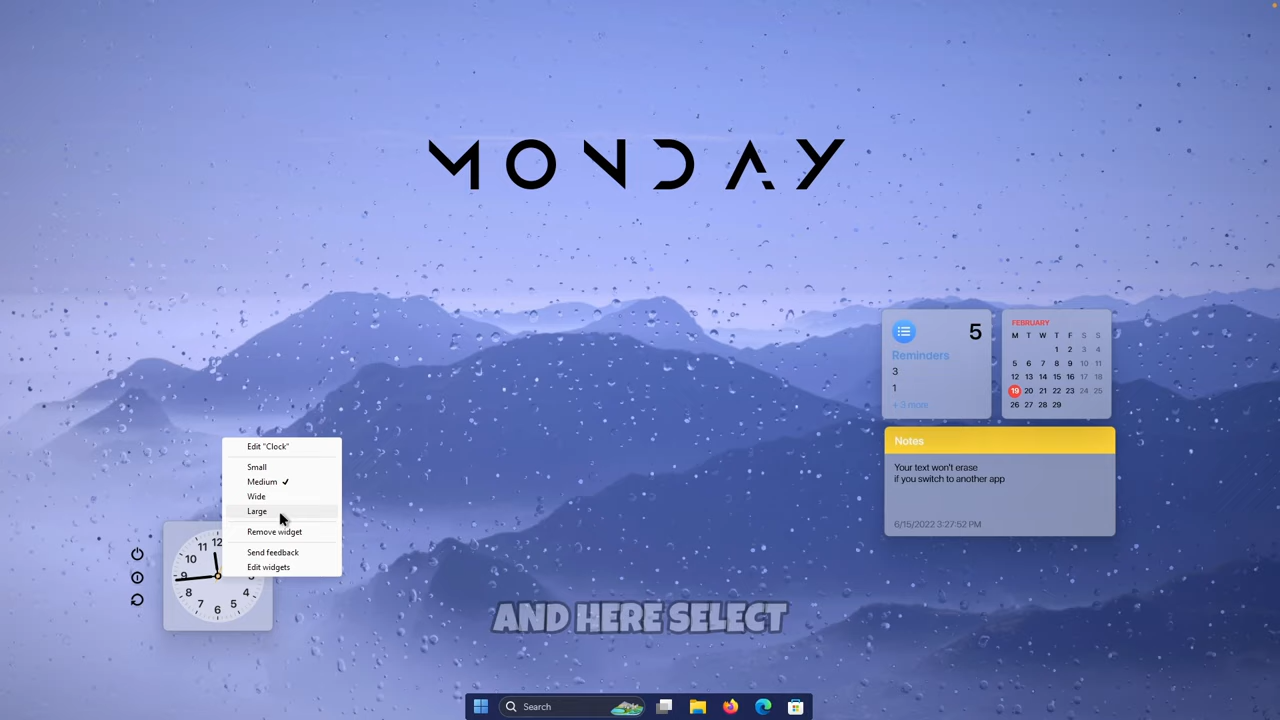 MONDAY
5
Reminders
3
1
+ 3 more
FEBRUARY
M T W T F S S
1 2 3 4
5 6 7 8 9 10 11
12 13 14 15 16 17 18
19 20 21 22 23 24 25
26 27 28 29
Notes
Your text won't erase
if you switch to another app
6/15/2022 3:27:52 PM
Edit "Clock"
Small
Medium ✓
Wide
Large
Remove widget
Send feedback
Edit widgets
11 12
10
9 3
8 4
7 6 5
AND HERE SELECT
Search